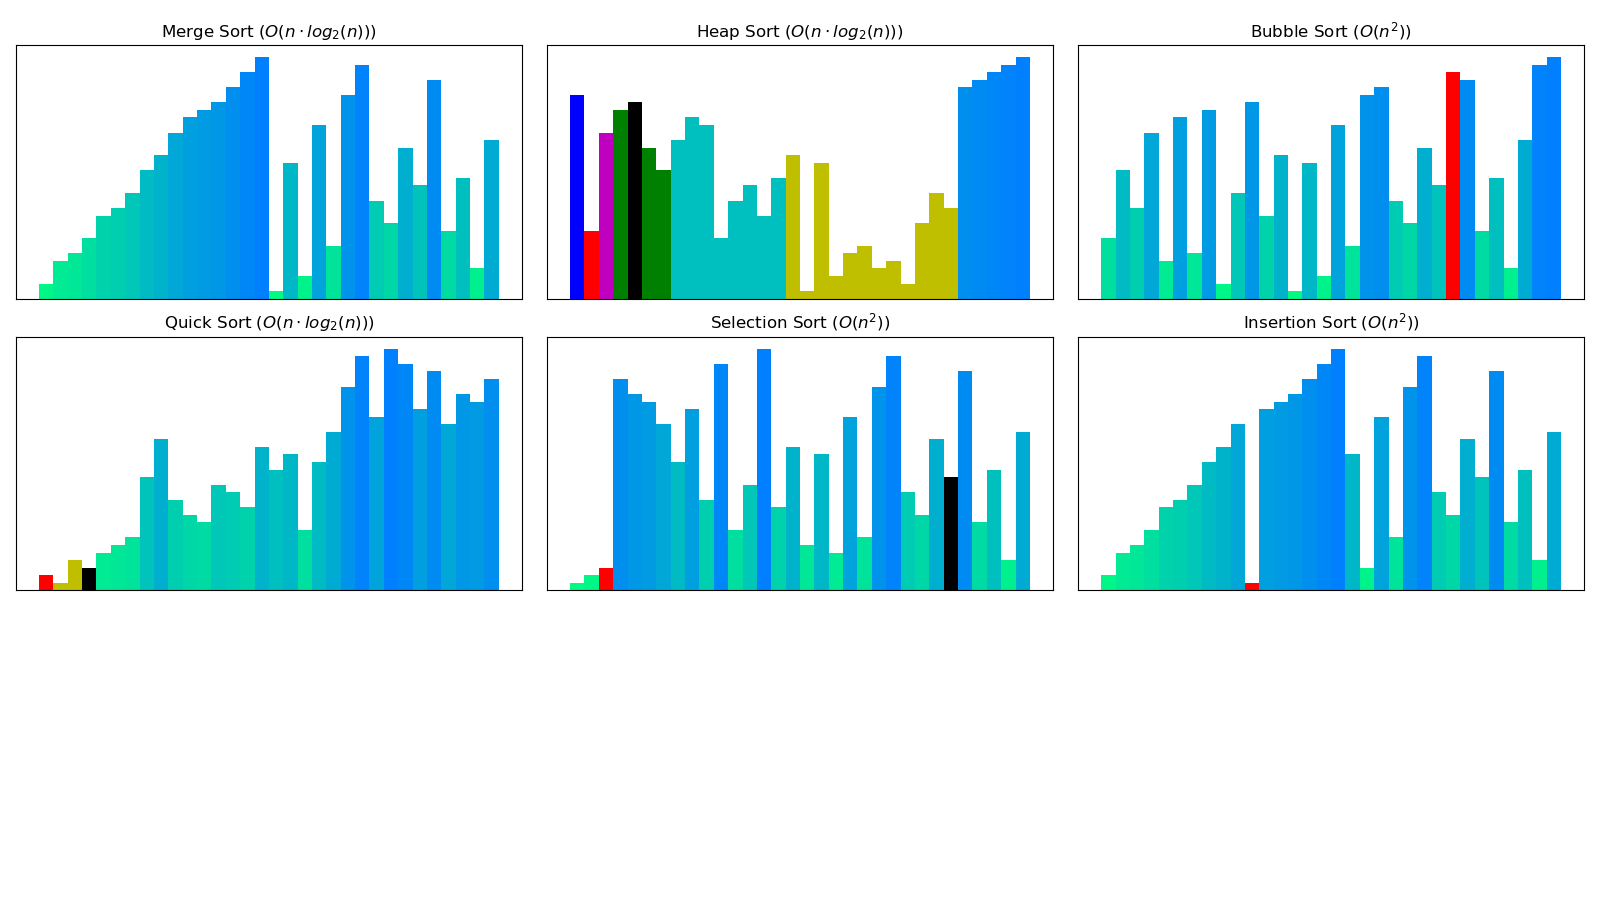 Merge Sort (O(n · log₂(n)))
Heap Sort (O(n · log₂(n)))
Bubble Sort (O(n²))
Quick Sort (O(n · log₂(n)))
Selection Sort (O(n²))
Insertion Sort (O(n²))